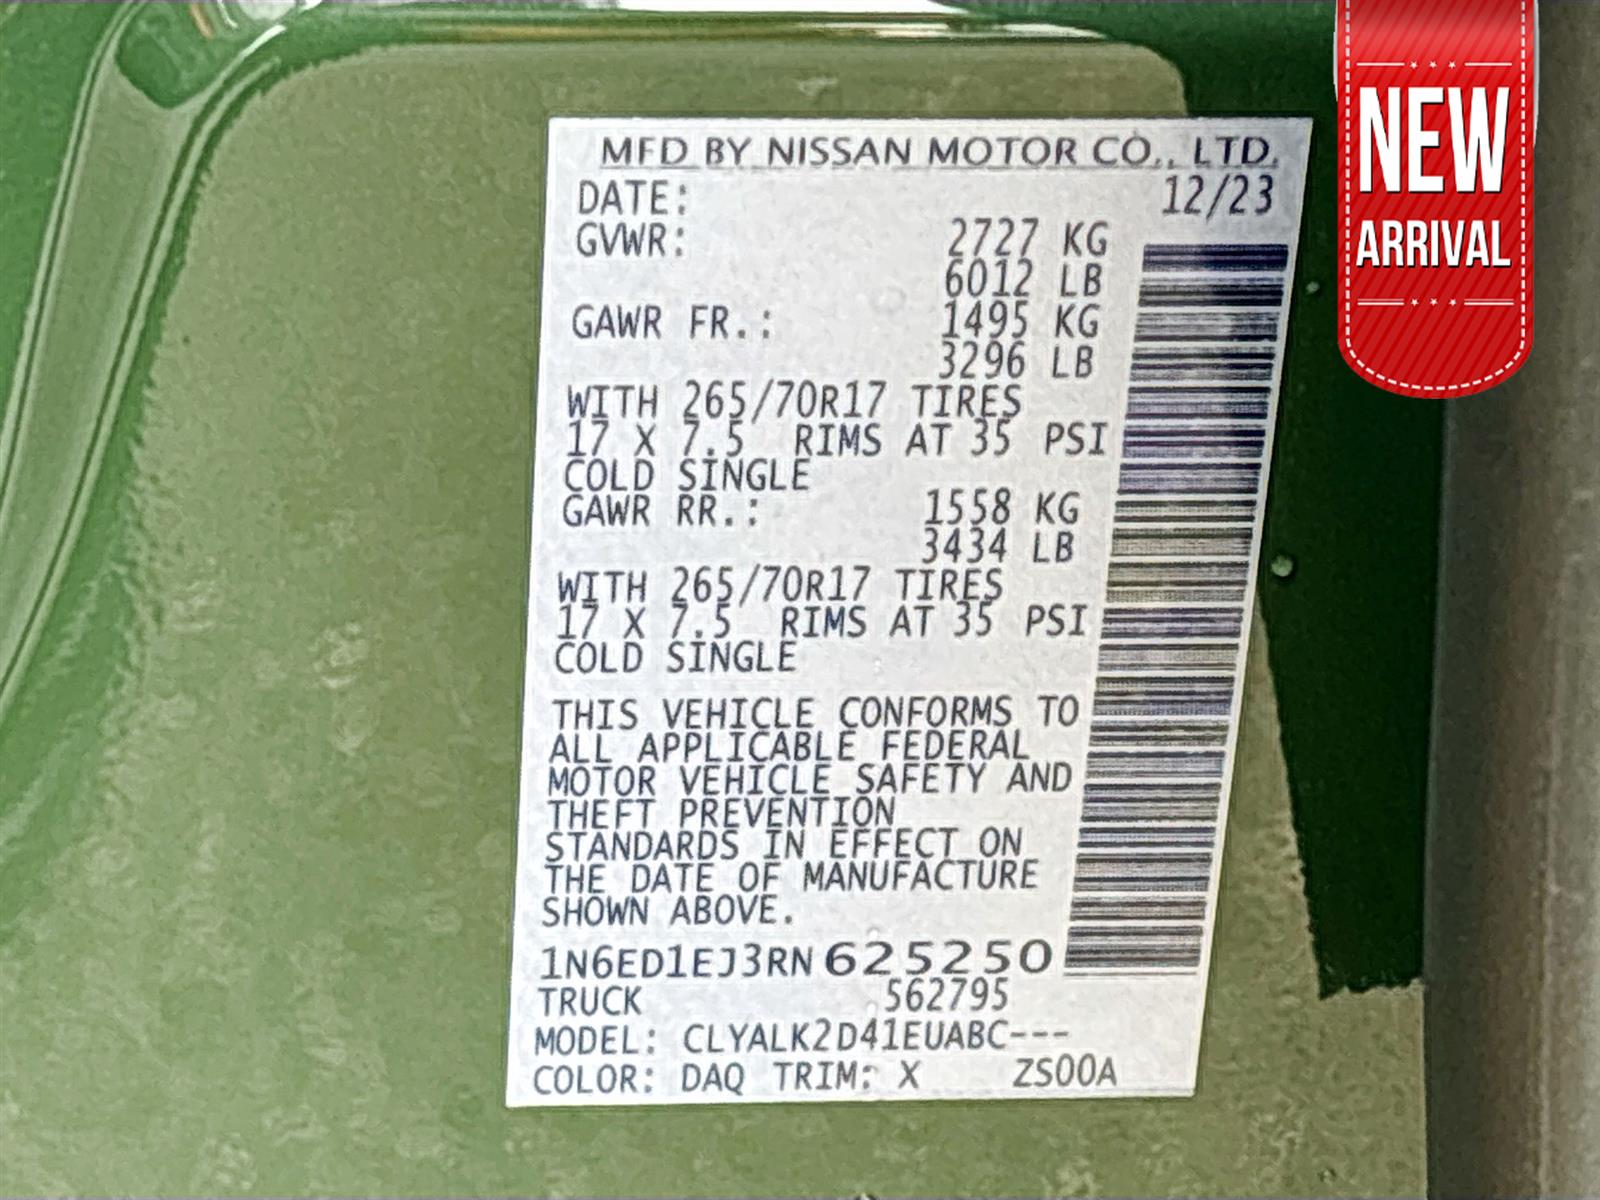 MFD BY NISSAN MOTOR CO., LTD.
DATE: 12/23
GVWR: 2727 KG
6012 LB
GAWR FR.: 1495 KG
3296 LB
WITH 265/70R17 TIRES
17 X 7.5 RIMS AT 35 PSI
COLD SINGLE
GAWR RR.: 1558 KG
3434 LB
WITH 265/70R17 TIRES
17 X 7.5 RIMS AT 35 PSI
COLD SINGLE
THIS VEHICLE CONFORMS TO
ALL APPLICABLE FEDERAL
MOTOR VEHICLE SAFETY AND
THEFT PREVENTION
STANDARDS IN EFFECT ON
THE DATE OF MANUFACTURE
SHOWN ABOVE.
1N6ED1EJ3RN625250
TRUCK 562795
MODEL: CLYALK2D41EUABC---
COLOR: DAQ TRIM: X ZS00A
NEW
ARRIVAL